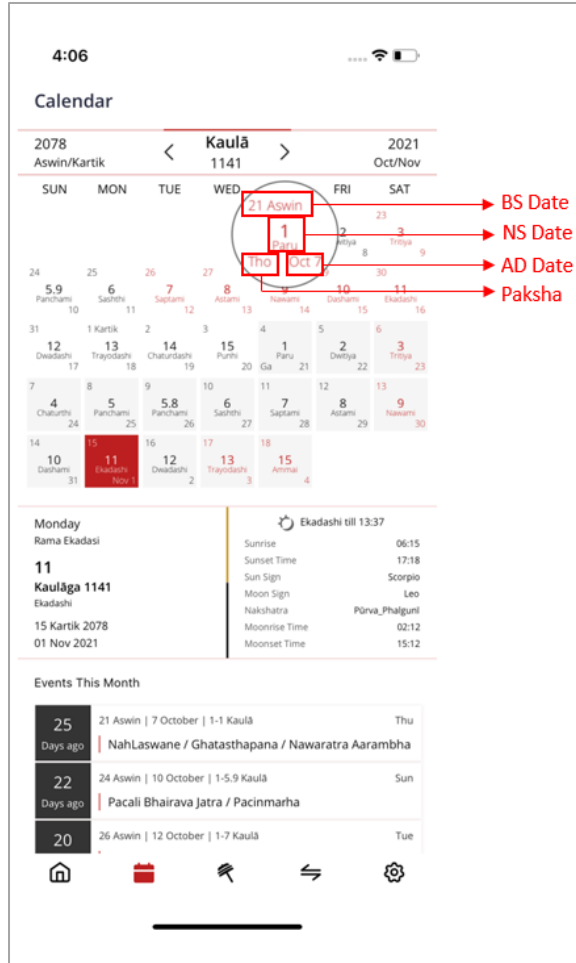 4:06
Calendar
2078 Kaulā 2021
Aswin/Kartik < 1141 > Oct/Nov
SUN MON TUE WED FRI SAT
21 Aswin BS Date
23
1 NS Date
3
Paru Tritiya
8 9
Tho Oct 7 AD Date
Paksha
24 25 26 27 30
5.9 6 7 8 10 11
Panchami Sashthi Saptami Astami Nawami Dashami Ekadashi
10 11 12 13 14 15 16
31 1 Kartik 2 3 4 5 6
12 13 14 15 1 2 3
Dwadashi Trayodashi Chaturdashi Punhi Paru Dwitiya Tritiya
17 18 19 20 Ga 21 22 23
7 8 9 10 11 12 13
4 5 5.8 6 7 8 9
Chaturthi Panchami Panchami Sashthi Saptami Astami Nawami
24 25 26 27 28 29 30
14 15 16 17 18
10 11 12 13 15
Dashami Ekadashi Dwadashi Trayodashi Ammai
31 Nov 1 2 3 4
Monday
Rama Ekadasi
11
Kaulāga 1141
Ekadashi
15 Kartik 2078
01 Nov 2021
Ekadashi till 13:37
Sunrise 06:15
Sunset Time 17:18
Sun Sign Scorpio
Moon Sign Leo
Nakshatra Pūrva_Phalgunī
Moonrise Time 02:12
Moonset Time 15:12
Events This Month
25 21 Aswin | 7 October | 1-1 Kaulā Thu
Days ago NahLaswane / Ghatasthapana / Nawaratra Aarambha
22 24 Aswin | 10 October | 1-5.9 Kaulā Sun
Days ago Pacali Bhairava Jatra / Pacinmarha
20 26 Aswin | 12 October | 1-7 Kaulā Tue